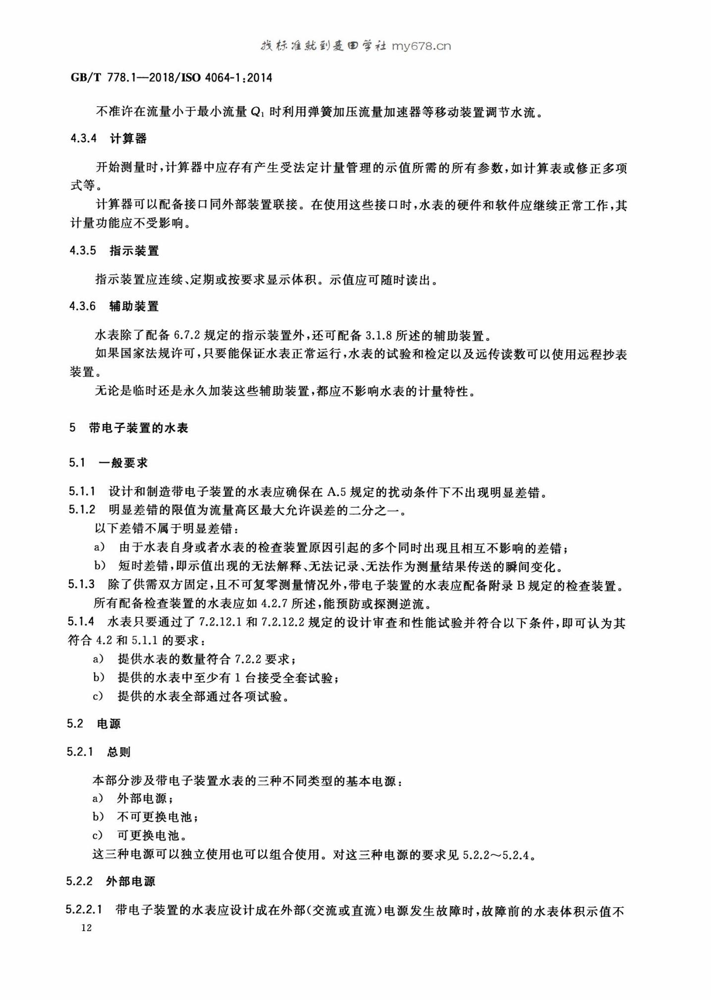 找标准就到麦田学社 my678.cn
GB/T 778.1—2018/ISO 4064-1:2014
不准许在流量小于最小流量 Q₁ 时利用弹簧加压流量加速器等移动装置调节水流。
4.3.4 计算器
开始测量时,计算器中应存有产生受法定计量管理的示值所需的所有参数,如计算表或修正多项
式等。
计算器可以配备接口同外部装置联接。在使用这些接口时,水表的硬件和软件应继续正常工作,其
计量功能应不受影响。
4.3.5 指示装置
指示装置应连续、定期或按要求显示体积。示值应可随时读出。
4.3.6 辅助装置
水表除了配备 6.7.2 规定的指示装置外,还可配备 3.1.8 所述的辅助装置。
如果国家法规许可,只要能保证水表正常运行,水表的试验和检定以及远传读数可以使用远程抄表
装置。
无论是临时还是永久加装这些辅助装置,都应不影响水表的计量特性。
5 带电子装置的水表
5.1 一般要求
5.1.1 设计和制造带电子装置的水表应确保在 A.5 规定的扰动条件下不出现明显差错。
5.1.2 明显差错的限值为流量高区最大允许误差的二分之一。
以下差错不属于明显差错:
a) 由于水表自身或者水表的检查装置原因引起的多个同时出现且相互不影响的差错;
b) 短时差错,即示值出现的无法解释、无法记录、无法作为测量结果传送的瞬间变化。
5.1.3 除了供需双方固定,且不可复零测量情况外,带电子装置的水表应配备附录 B 规定的检查装置。
所有配备检查装置的水表应如 4.2.7 所述,能预防或探测逆流。
5.1.4 水表只要通过了 7.2.12.1 和 7.2.12.2 规定的设计审查和性能试验并符合以下条件,即可认为其
符合 4.2 和 5.1.1 的要求:
a) 提供水表的数量符合 7.2.2 要求;
b) 提供的水表中至少有 1 台接受全套试验;
c) 提供的水表全部通过各项试验。
5.2 电源
5.2.1 总则
本部分涉及带电子装置水表的三种不同类型的基本电源:
a) 外部电源;
b) 不可更换电池;
c) 可更换电池。
这三种电源可以独立使用也可以组合使用。对这三种电源的要求见 5.2.2～5.2.4。
5.2.2 外部电源
5.2.2.1 带电子装置的水表应设计成在外部(交流或直流)电源发生故障时,故障前的水表体积示值不
12